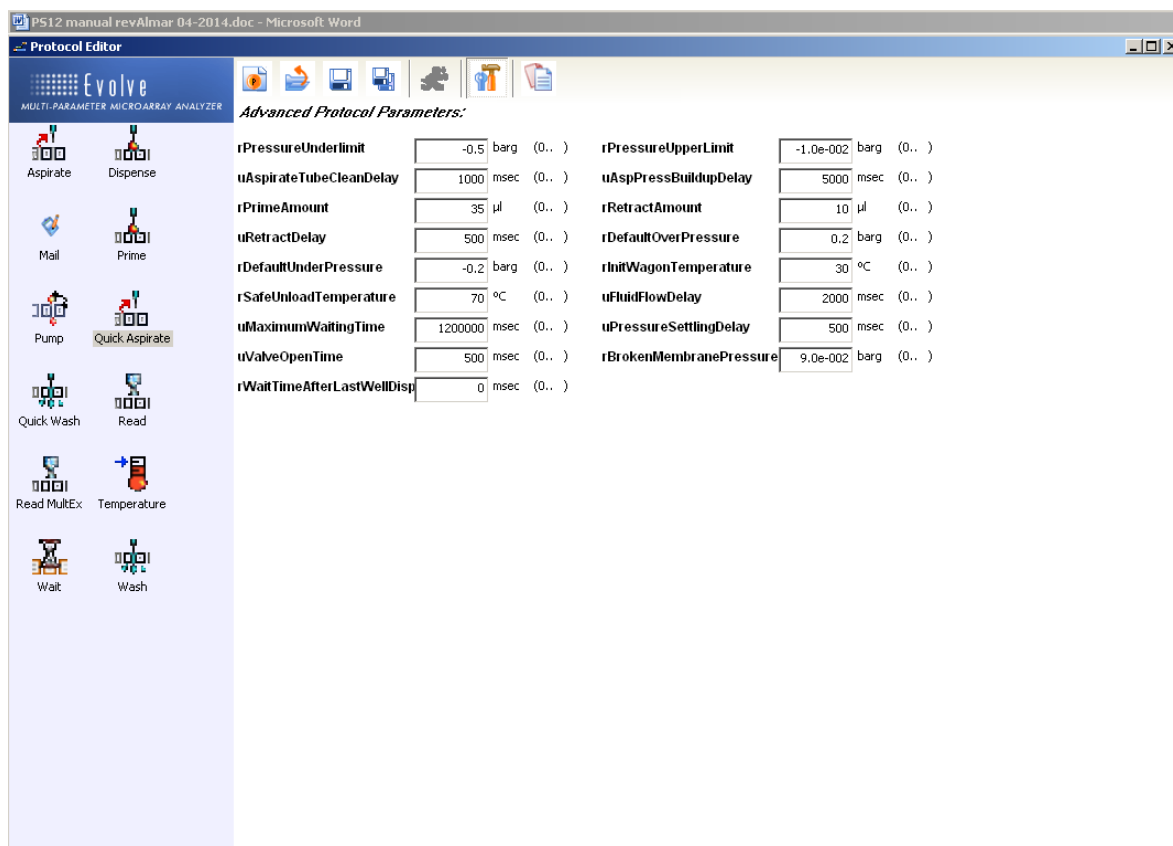 PS12 manual revAlmar 04-2014.doc - Microsoft Word
Protocol Editor
Evolve
MULTI-PARAMETER MICROARRAY ANALYZER
Advanced Protocol Parameters:
rPressureUnderlimit -0.5 barg (0.. ) rPressureUpperLimit -1.0e-002 barg (0.. )
uAspirateTubeCleanDelay 1000 msec (0.. ) uAspPressBuildupDelay 5000 msec (0.. )
rPrimeAmount 35 µl (0.. ) rRetractAmount 10 µl (0.. )
uRetractDelay 500 msec (0.. ) rDefaultOverPressure 0.2 barg (0.. )
rDefaultUnderPressure -0.2 barg (0.. ) rInitWagonTemperature 30 ºC (0.. )
rSafeUnloadTemperature 70 ºC (0.. ) uFluidFlowDelay 2000 msec (0.. )
uMaximumWaitingTime 1200000 msec (0.. ) uPressureSettlingDelay 500 msec (0.. )
uValveOpenTime 500 msec (0.. ) rBrokenMembranePressure 9.0e-002 barg (0.. )
rWaitTimeAfterLastWellDisp 0 msec (0.. )
Aspirate Dispense
Mail Prime
Pump Quick Aspirate
Quick Wash Read
Read MultEx Temperature
Wait Wash